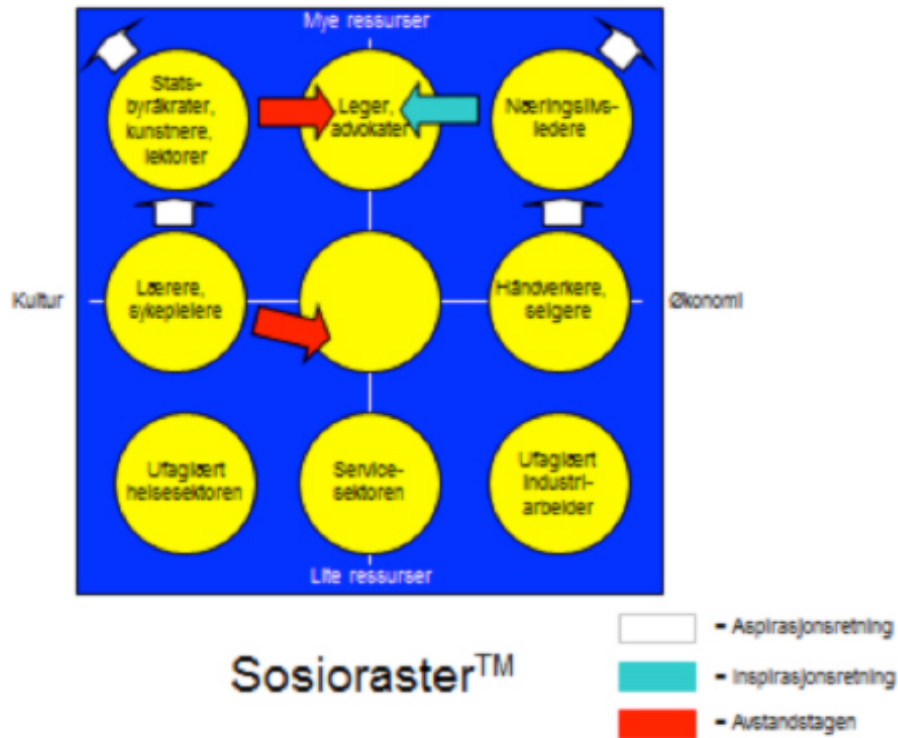 Mye ressurser
Stats-
byråkrater,
kunstnere,
lektorer
Leger,
advokater
Næringslivs-
ledere
Kultur
Lærere,
sykepleiere
Håndverkere,
selgere
Økonomi
Ufaglært
helsesektoren
Service-
sektoren
Ufaglært
industri-
arbeider
Lite ressurser
Sosioraster™
= Aspirasjonsretning
= Inspirasjonsretning
= Avstandstagen